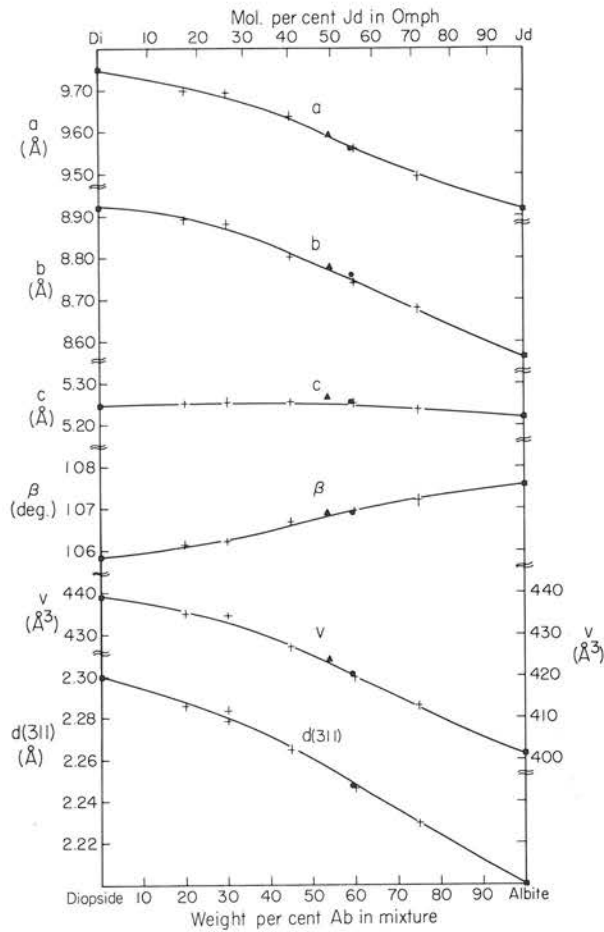 Mol. per cent Jd in Omph
Di 10 20 30 40 50 60 70 80 90 Jd
9.70
a
a
(Å)
9.60
9.50
8.90
b
b
(Å)
8.80
8.70
8.60
5.25
c
c
(Å)
5.20
108
β
β
(deg.)
107
106
440
440
v
(Å³)
430
430
v
v
(Å³)
420
410
400
2.30
2.28
d(311)
d(311)
(Å)
2.26
2.24
2.22
Diopside 10 20 30 40 50 60 70 80 90 Albite
Weight per cent Ab in mixture